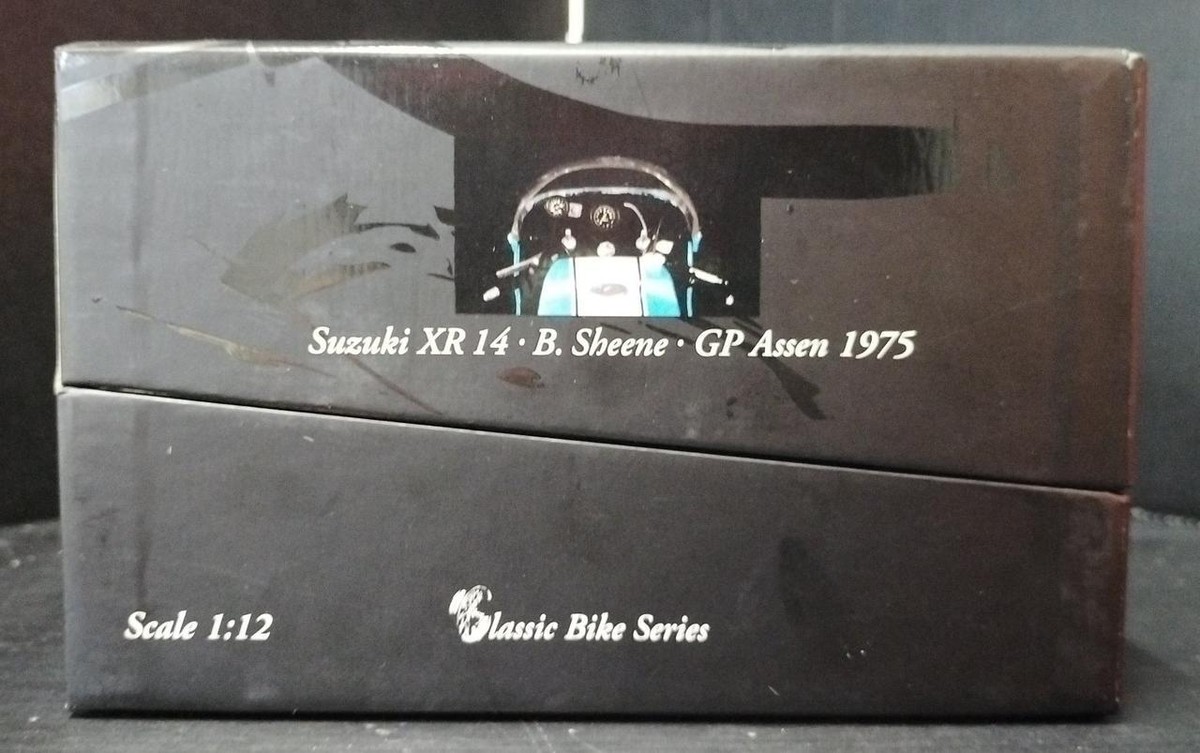 Suzuki XR 14 · B. Sheene · GP Assen 1975
Scale 1:12
Classic Bike Series